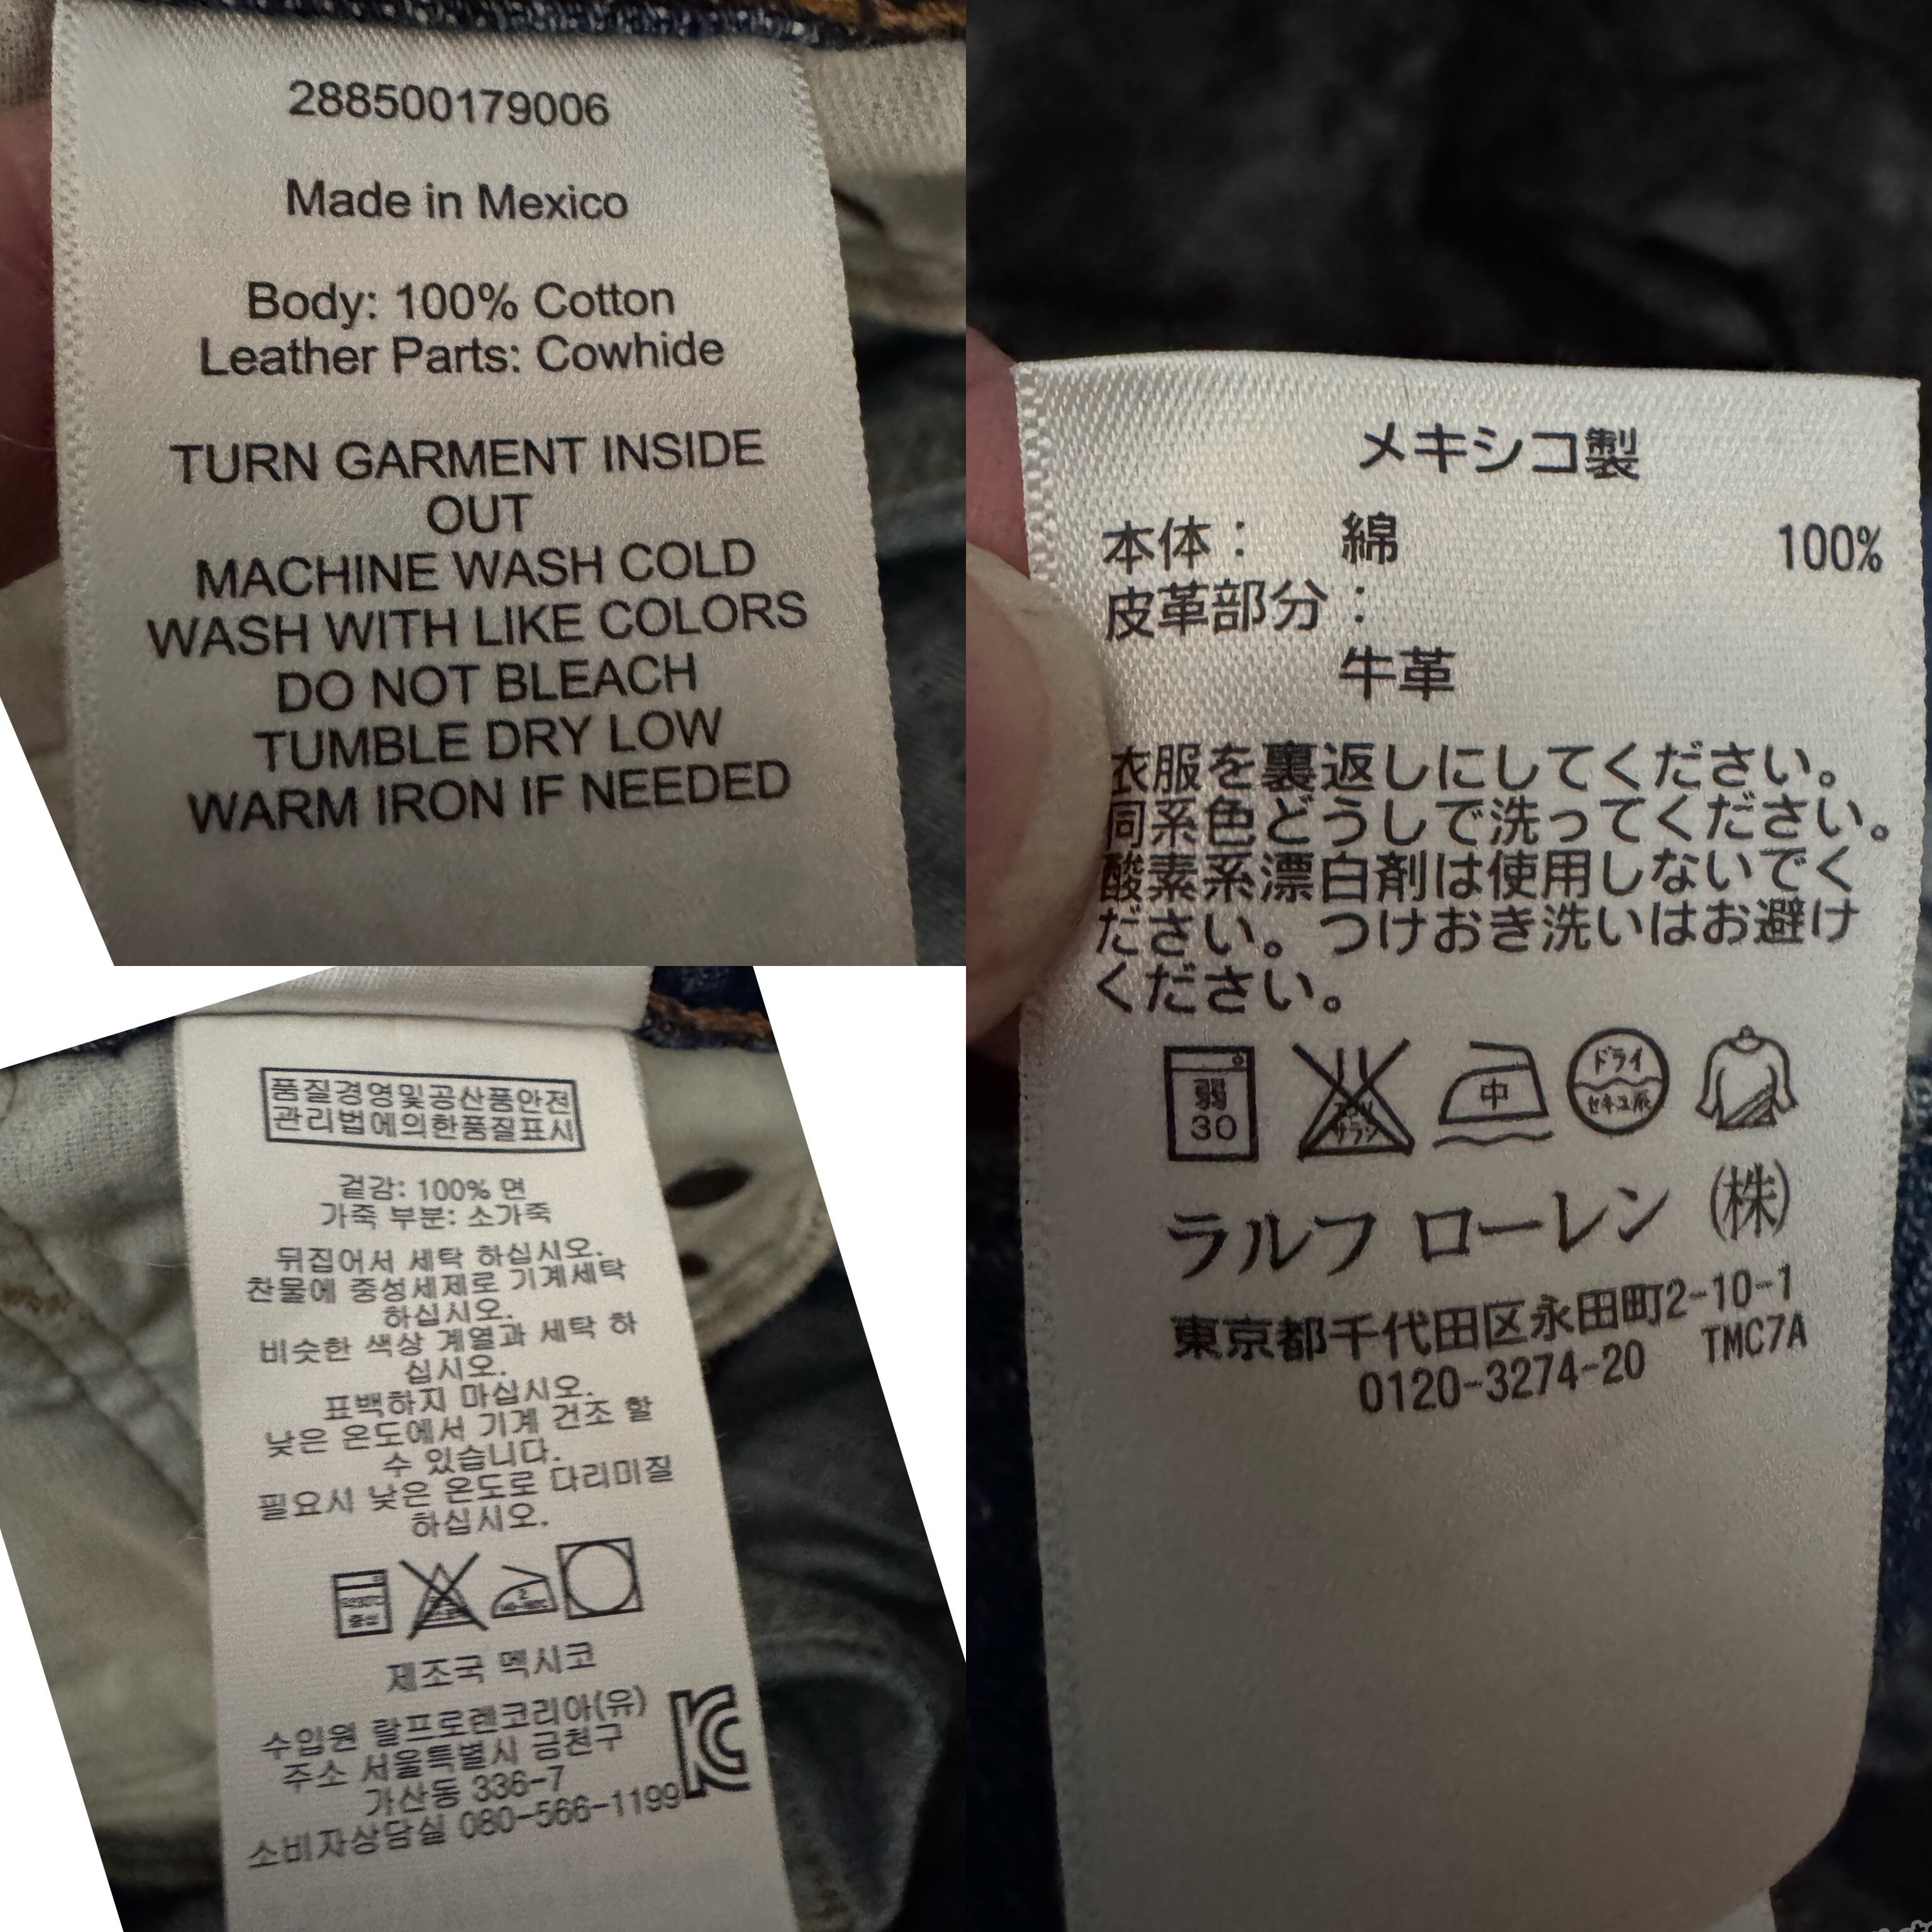 288500179006
Made in Mexico
Body: 100% Cotton
Leather Parts: Cowhide
TURN GARMENT INSIDE
OUT
MACHINE WASH COLD
WASH WITH LIKE COLORS
DO NOT BLEACH
TUMBLE DRY LOW
WARM IRON IF NEEDED
メキシコ製
本体： 綿 100%
皮革部分：
牛革
衣服を裏返しにしてください。
同系色どうしで洗ってください。
酸素系漂白剤は使用しないでく
ださい。つけおき洗いはお避け
ください。
弱
30
中
ドライ
セキユ系
ラルフ ローレン ㈱
東京都千代田区永田町2-10-1
0120-3274-20 TMC7A
품질경영및공산품안전
관리법에의한품질표시
겉감: 100% 면
가죽 부분: 소가죽
뒤집어서 세탁 하십시오.
찬물에 중성세제로 기계세탁
하십시오.
비슷한 색상 계열과 세탁 하
십시오.
표백하지 마십시오.
낮은 온도에서 기계 건조 할
수 있습니다.
필요시 낮은 온도로 다리미질
하십시오.
중성
2
제조국 멕시코
수입원 랄프로렌코리아(유)
주소 서울특별시 금천구
가산동 336-7
소비자상담실 080-566-1199